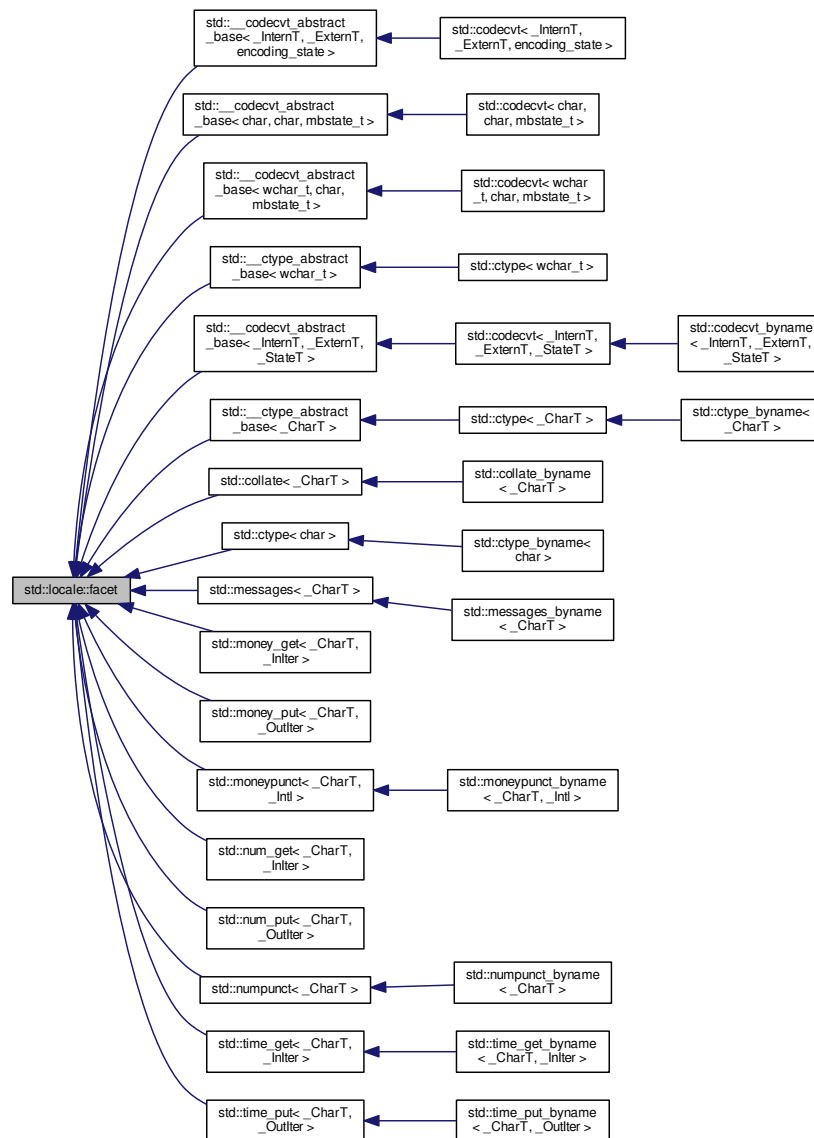 std::__codecvt_abstract
_base< _InternT, _ExternT,
encoding_state >
std::codecvt< _InternT,
_ExternT, encoding_state >
std::__codecvt_abstract
_base< char, char, mbstate_t >
std::codecvt< char,
char, mbstate_t >
std::__codecvt_abstract
_base< wchar_t, char,
mbstate_t >
std::codecvt< wchar
_t, char, mbstate_t >
std::__ctype_abstract
_base< wchar_t >
std::ctype< wchar_t >
std::__codecvt_abstract
_base< _InternT, _ExternT,
_StateT >
std::codecvt< _InternT,
_ExternT, _StateT >
std::codecvt_byname
< _InternT, _ExternT,
_StateT >
std::__ctype_abstract
_base< _CharT >
std::ctype< _CharT >
std::ctype_byname<
_CharT >
std::collate< _CharT >
std::collate_byname
< _CharT >
std::ctype< char >
std::ctype_byname<
char >
std::locale::facet
std::messages< _CharT >
std::messages_byname
< _CharT >
std::money_get< _CharT,
_InIter >
std::money_put< _CharT,
_OutIter >
std::moneypunct< _CharT,
_Intl >
std::moneypunct_byname
< _CharT, _Intl >
std::num_get< _CharT,
_InIter >
std::num_put< _CharT,
_OutIter >
std::numpunct< _CharT >
std::numpunct_byname
< _CharT >
std::time_get< _CharT,
_InIter >
std::time_get_byname
< _CharT, _InIter >
std::time_put< _CharT,
_OutIter >
std::time_put_byname
< _CharT, _OutIter >